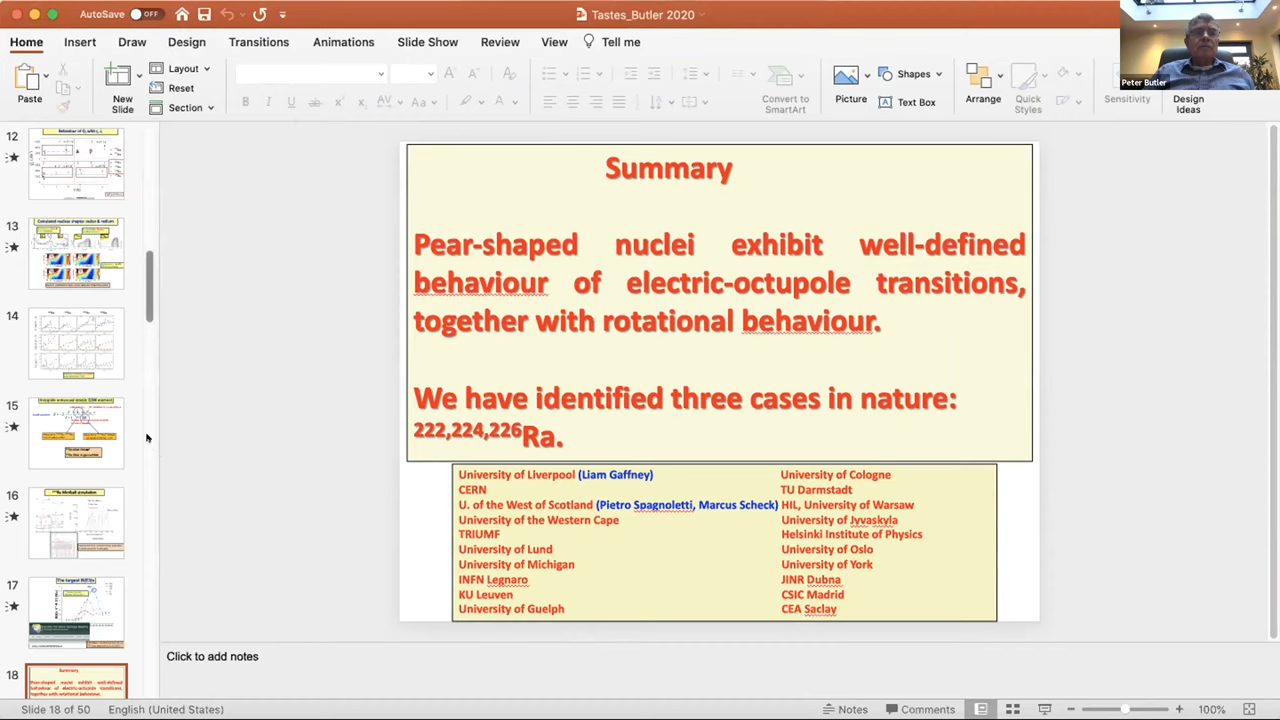 AutoSave OFF
Tastes_Butler 2020
Home Insert Draw Design Transitions Animations Slide Show Review View Tell me
Paste
New Slide
Layout
Reset
Section
Convert to SmartArt
Picture
Shapes
Text Box
Arrange
Quick Styles
Sensitivity
Design Ideas
Peter Butler
12
13
14
15
16
17
18
Summary
Pear-shaped nuclei exhibit well-defined
behaviour of electric-octupole transitions,
together with rotational behaviour.
We have identified three cases in nature:
222,224,226Ra.
University of Liverpool (Liam Gaffney)
CERN
U. of the West of Scotland (Pietro Spagnoletti, Marcus Scheck)
University of the Western Cape
TRIUMF
University of Lund
University of Michigan
INFN Legnaro
KU Leuven
University of Guelph
University of Cologne
TU Darmstadt
HIL, University of Warsaw
University of Jyvaskyla
Helsinki Institute of Physics
University of Oslo
University of York
JINR Dubna
CSIC Madrid
CEA Saclay
Click to add notes
Slide 18 of 50 English (United States) Notes Comments 100%